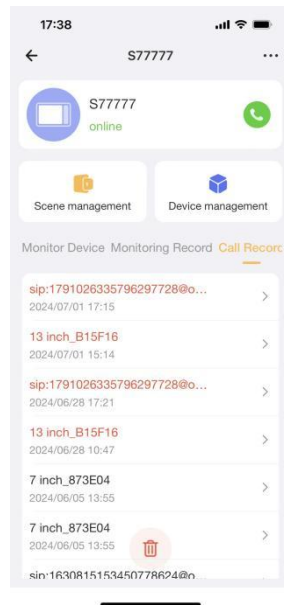 17:38
S77777
S77777
online
Scene management
Device management
Monitor Device Monitoring Record Call Recorc
sip:1791026335796297728@o...
2024/07/01 17:15
13 inch_B15F16
2024/07/01 15:14
sip:1791026335796297728@o...
2024/06/28 17:21
13 inch_B15F16
2024/06/28 10:47
7 inch_873E04
2024/06/05 13:55
7 inch_873E04
2024/06/05 13:55
sip:1630815153450778624@o...